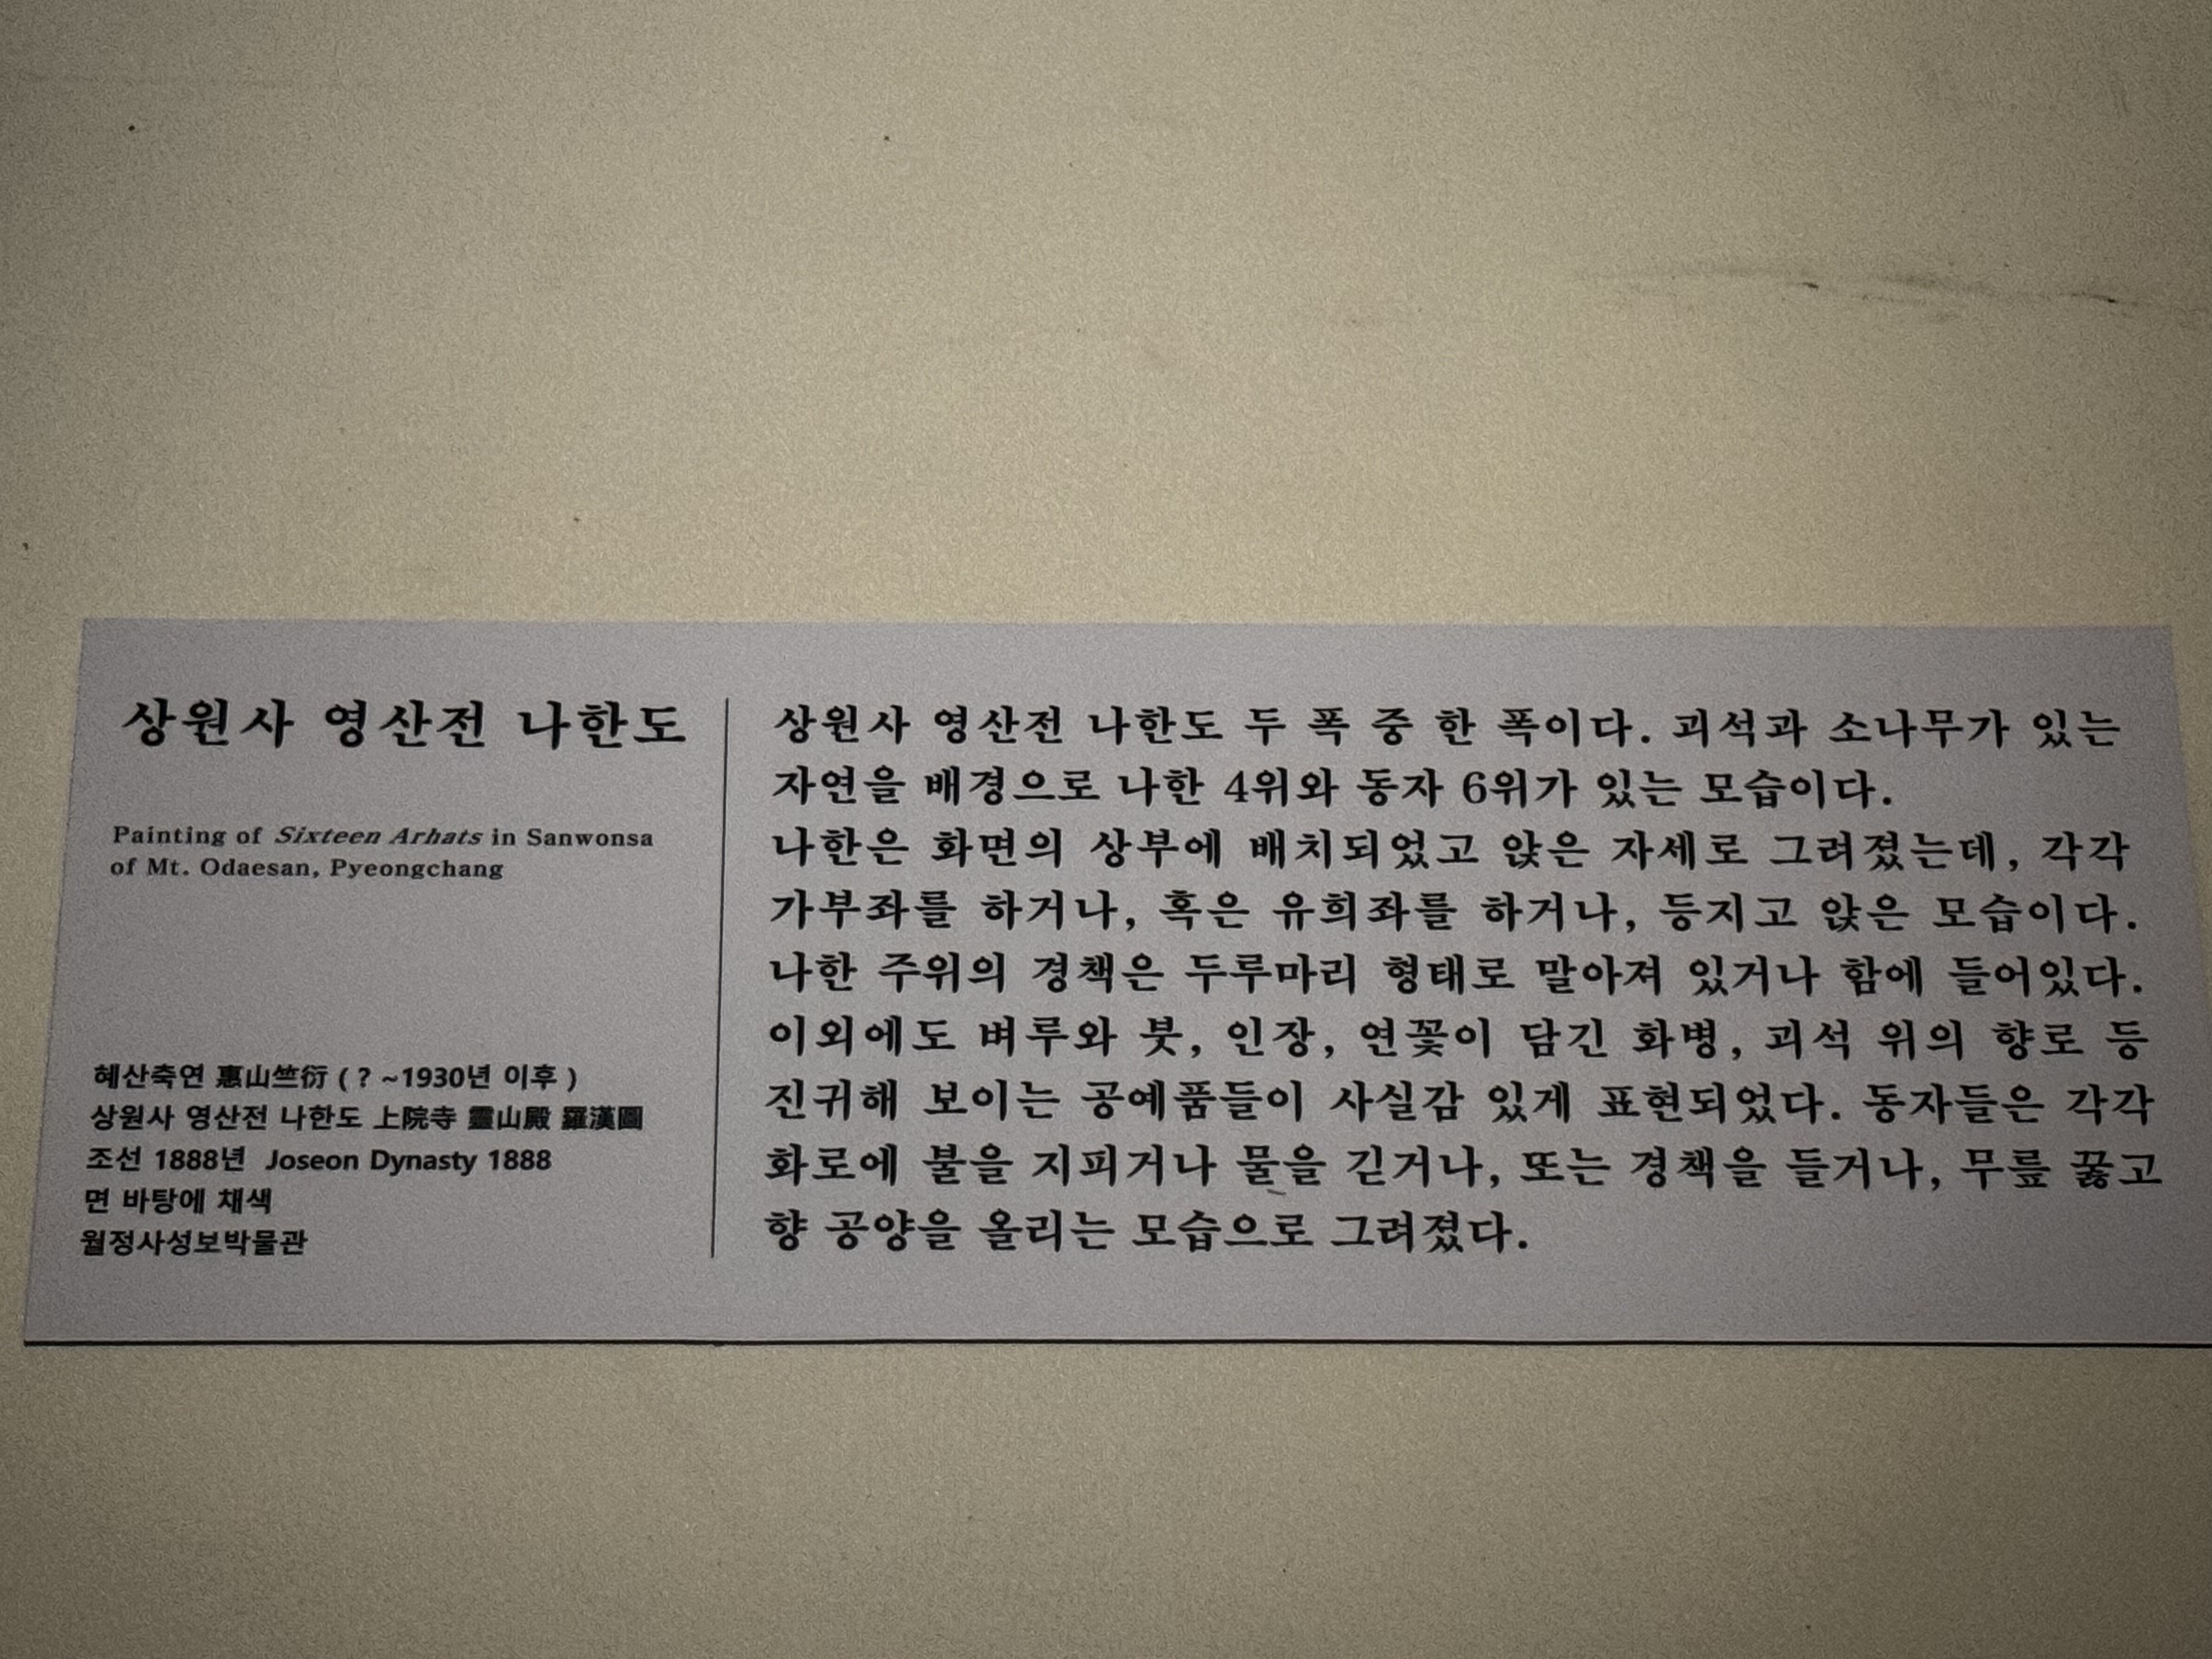 상원사 영산전 나한도
Painting of Sixteen Arhats in Sanwonsa
of Mt. Odaesan, Pyeongchang
혜산축연 惠山竺衍 ( ? ~1930년 이후 )
상원사 영산전 나한도 上院寺 靈山殿 羅漢圖
조선 1888년 Joseon Dynasty 1888
면 바탕에 채색
월정사성보박물관
상원사 영산전 나한도 두 폭 중 한 폭이다. 괴석과 소나무가 있는
자연을 배경으로 나한 4위와 동자 6위가 있는 모습이다.
나한은 화면의 상부에 배치되었고 앉은 자세로 그려졌는데, 각각
가부좌를 하거나, 혹은 유희좌를 하거나, 등지고 앉은 모습이다.
나한 주위의 경책은 두루마리 형태로 말아져 있거나 함에 들어있다.
이외에도 벼루와 붓, 인장, 연꽃이 담긴 화병, 괴석 위의 향로 등
진귀해 보이는 공예품들이 사실감 있게 표현되었다. 동자들은 각각
화로에 불을 지피거나 물을 긷거나, 또는 경책을 들거나, 무릎 꿇고
향 공양을 올리는 모습으로 그려졌다.